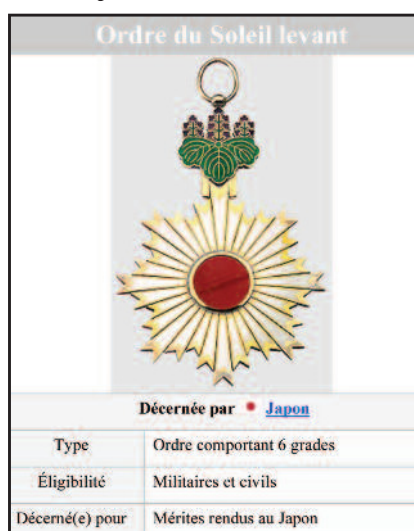 Ordre du Soleil levant
Décernée par Japon
Type Ordre comportant 6 grades
Éligibilité Militaires et civils
Décerné(e) pour Mérites rendus au Japon